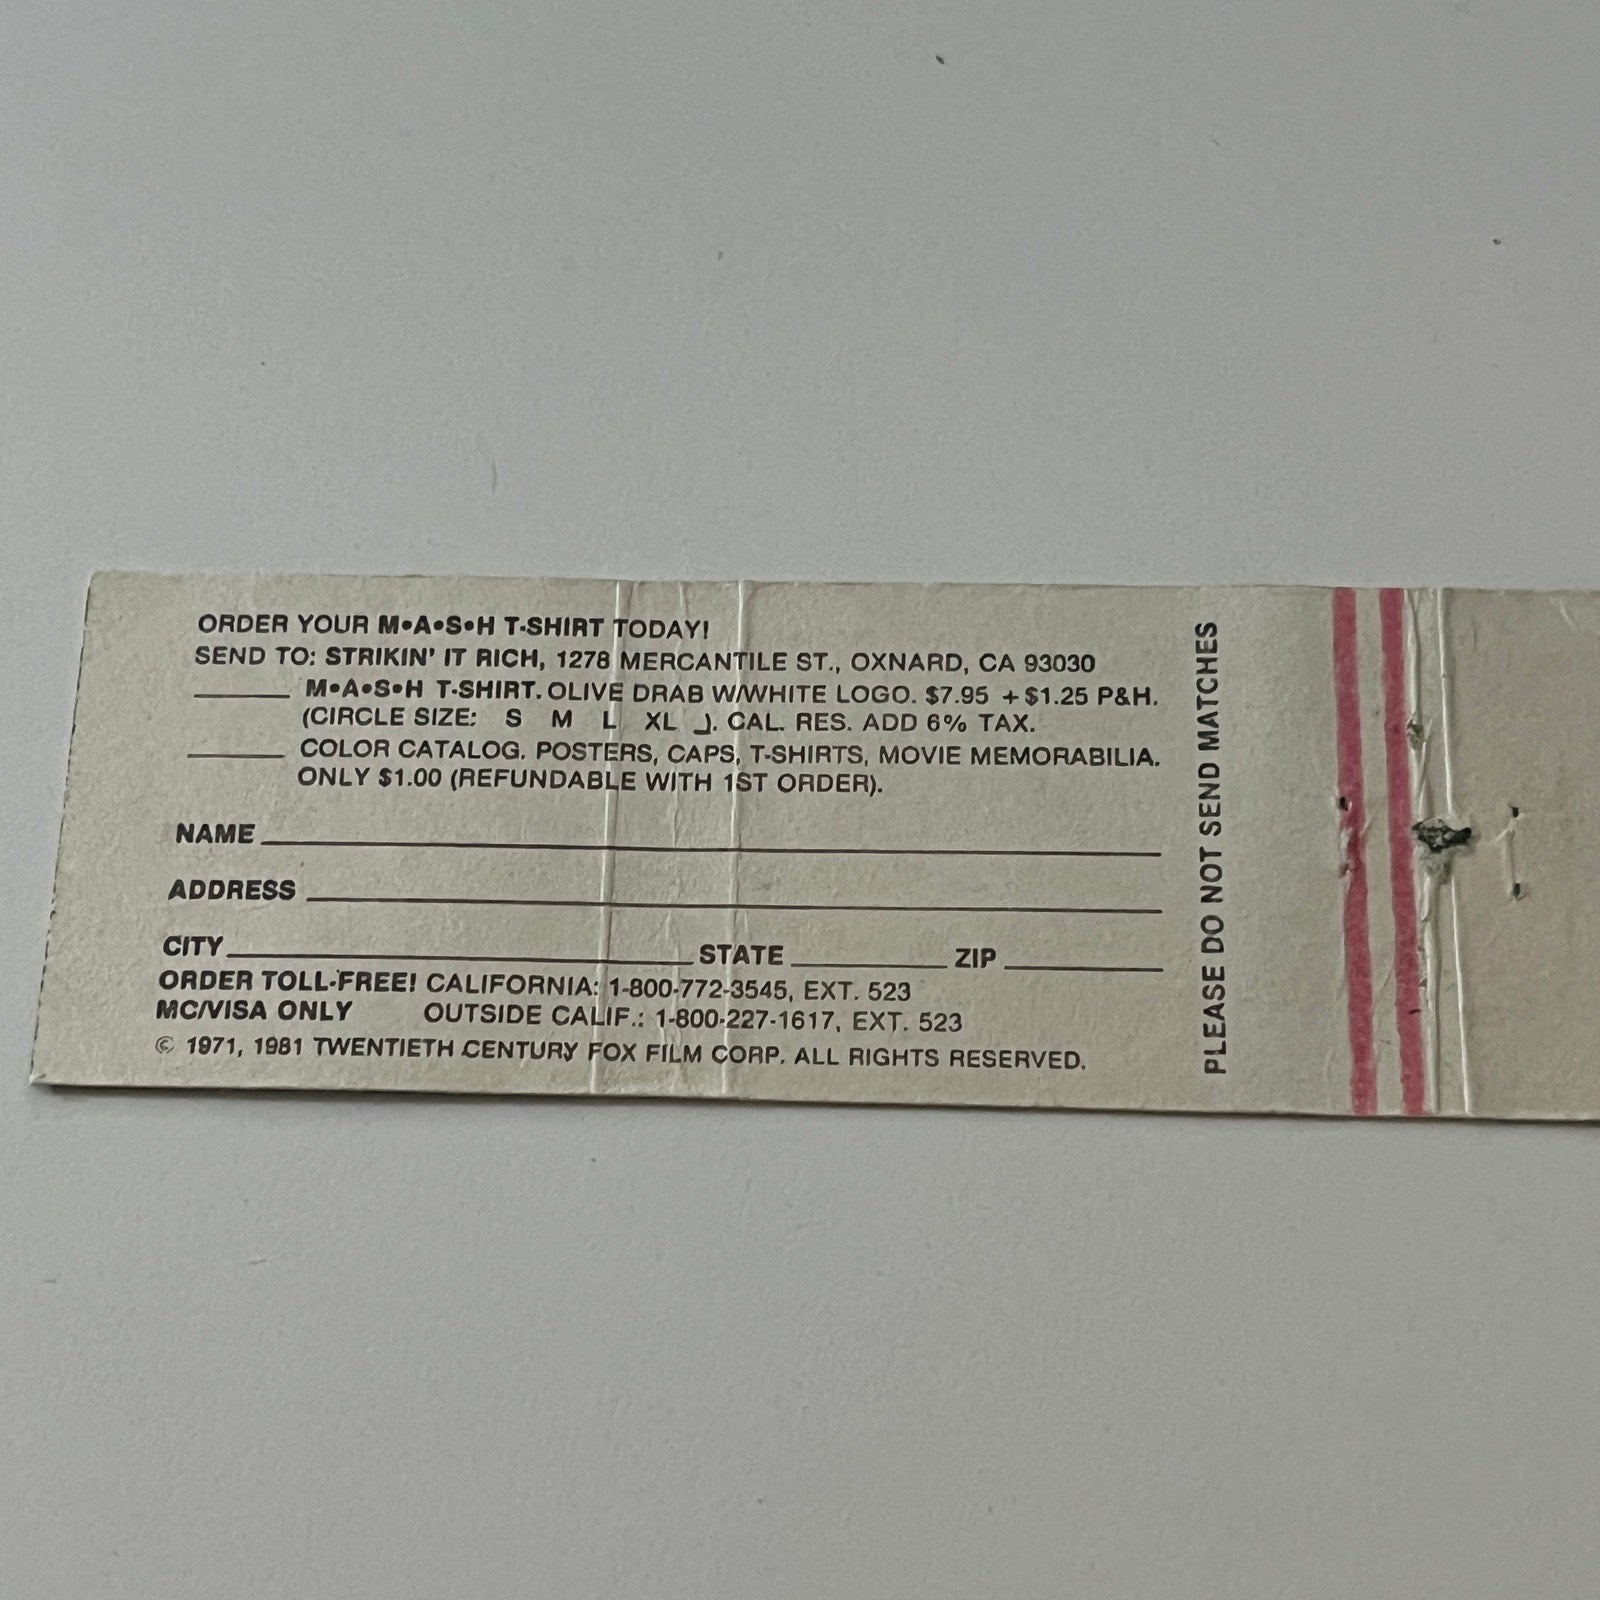 ORDER YOUR M•A•S•H T-SHIRT TODAY!
SEND TO: STRIKIN' IT RICH, 1278 MERCANTILE ST., OXNARD, CA 93030
______ M•A•S•H T-SHIRT. OLIVE DRAB W/WHITE LOGO. $7.95 + $1.25 P&H.
(CIRCLE SIZE: S M L XL ). CAL. RES. ADD 6% TAX.
______ COLOR CATALOG. POSTERS, CAPS, T-SHIRTS, MOVIE MEMORABILIA.
ONLY $1.00 (REFUNDABLE WITH 1ST ORDER).
NAME
ADDRESS
CITY STATE ZIP
ORDER TOLL-FREE! CALIFORNIA: 1-800-772-3545, EXT. 523
MC/VISA ONLY OUTSIDE CALIF.: 1-800-227-1617, EXT. 523
© 1971, 1981 TWENTIETH CENTURY FOX FILM CORP. ALL RIGHTS RESERVED.
PLEASE DO NOT SEND MATCHES